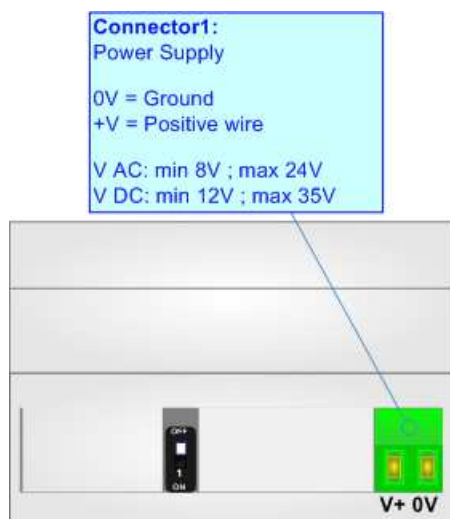 Connector1:
Power Supply
0V = Ground
+V = Positive wire
V AC: min 8V ; max 24V
V DC: min 12V ; max 35V
OFF
1
ON
V+ 0V